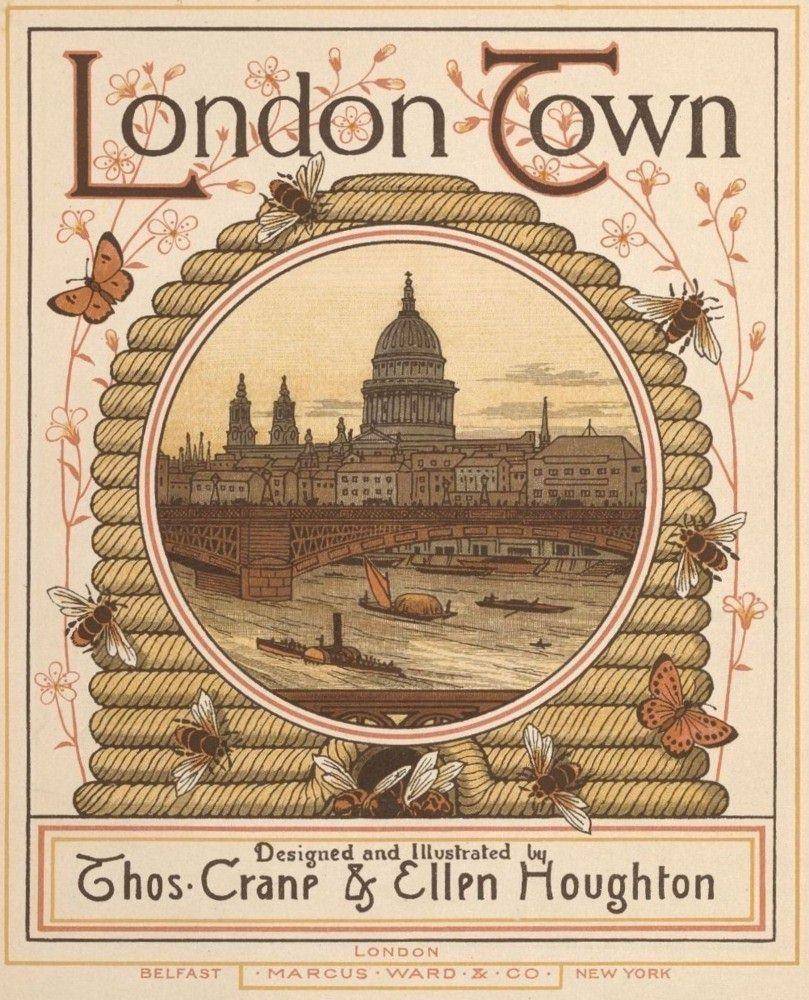 London Town
Designed and Illustrated by
Thos. Crane & Ellen Houghton
LONDON
BELFAST · MARCUS · WARD · & · CO · NEW YORK